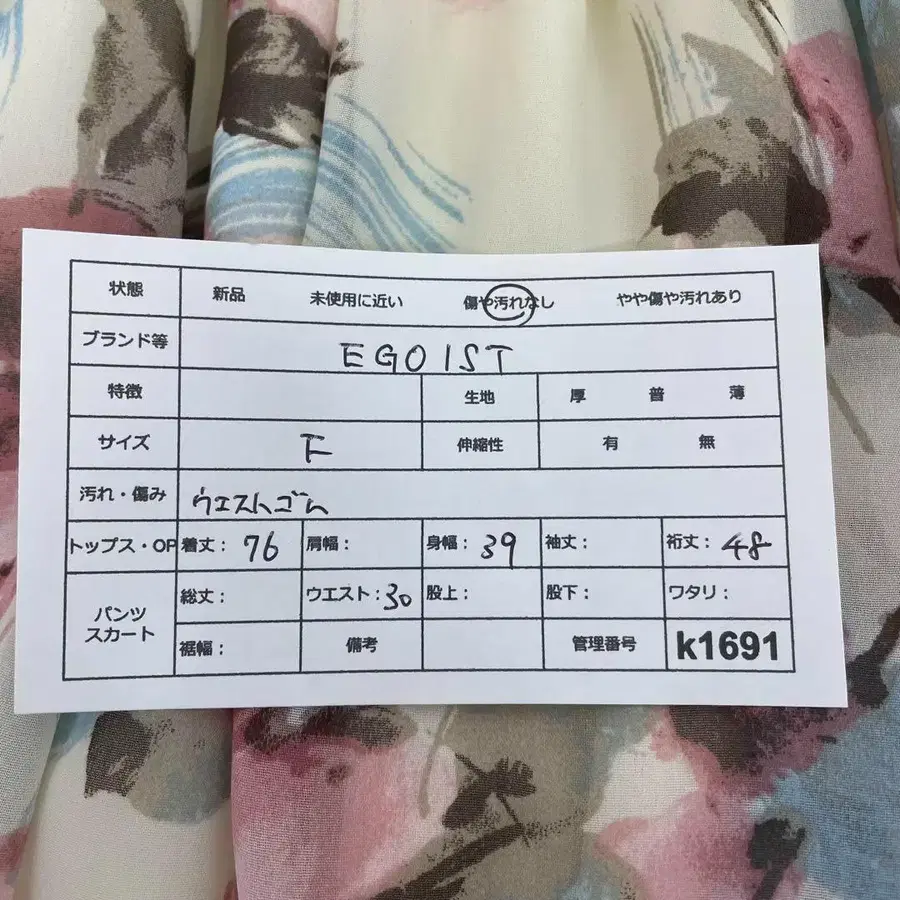 状態 新品 未使用に近い 傷や汚れなし やや傷や汚れあり
ブランド等 EGOIST
特徴 生地 厚 普 薄
サイズ F 伸縮性 有 無
汚れ・傷み ウエストゴム
トップス・OP 着丈： 76 肩幅： 身幅： 39 袖丈： 裄丈： 48
パンツ スカート 総丈： ウエスト： 30 股上： 股下： ワタリ：
裾幅： 備考 管理番号 k1691